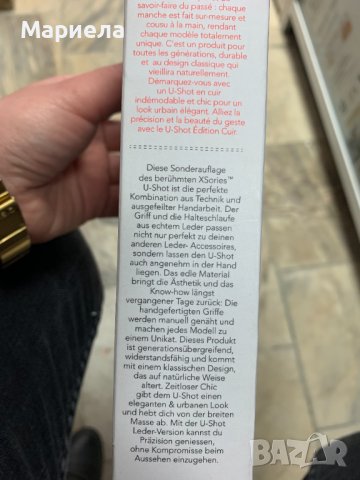 Мариела
savoir-faire du passé : chaque
manche est fait sur-mesure et
cousu à la main, rendant
chaque modèle totalement
unique. C'est un produit pour
toutes les générations, durable
et au design classique qui
vieillira naturellement.
Démarquez-vous avec
un U-Shot en cuir
indémodable et chic pour un
look urbain élégant. Alliez la
précision et la beauté du geste
avec le U-Shot Édition Cuir.
Diese Sonderauflage
des berühmten XSories™
U-Shot ist die perfekte
Kombination aus Technik und
ausgefeilter Handarbeit. Der
Griff und die Halteschlaufe
aus echtem Leder passen
nicht nur perfekt zu deinen
anderen Leder- Accessoires,
sondern lassen den U-Shot
auch angenehm in der Hand
liegen. Das edle Material
bringt die Ästhetik und das
Know-how längst
vergangener Tage zurück: Die
handgefertigten Griffe
werden manuell genäht und
machen jedes Modell zu
einem Unikat. Dieses Produkt
ist generationsübergreifend,
widerstandsfähig und kommt
mit einem klassischen Design,
das auf natürliche Weise
altert. Zeitloser Chic
gibt dem U-Shot einen
eleganten & urbanen Look
und hebt dich von der breiten
Masse ab. Mit der U-Shot
Leder-Version kannst du
Präzision geniessen,
ohne Kompromisse beim
Aussehen einzugehen.
BAZAR